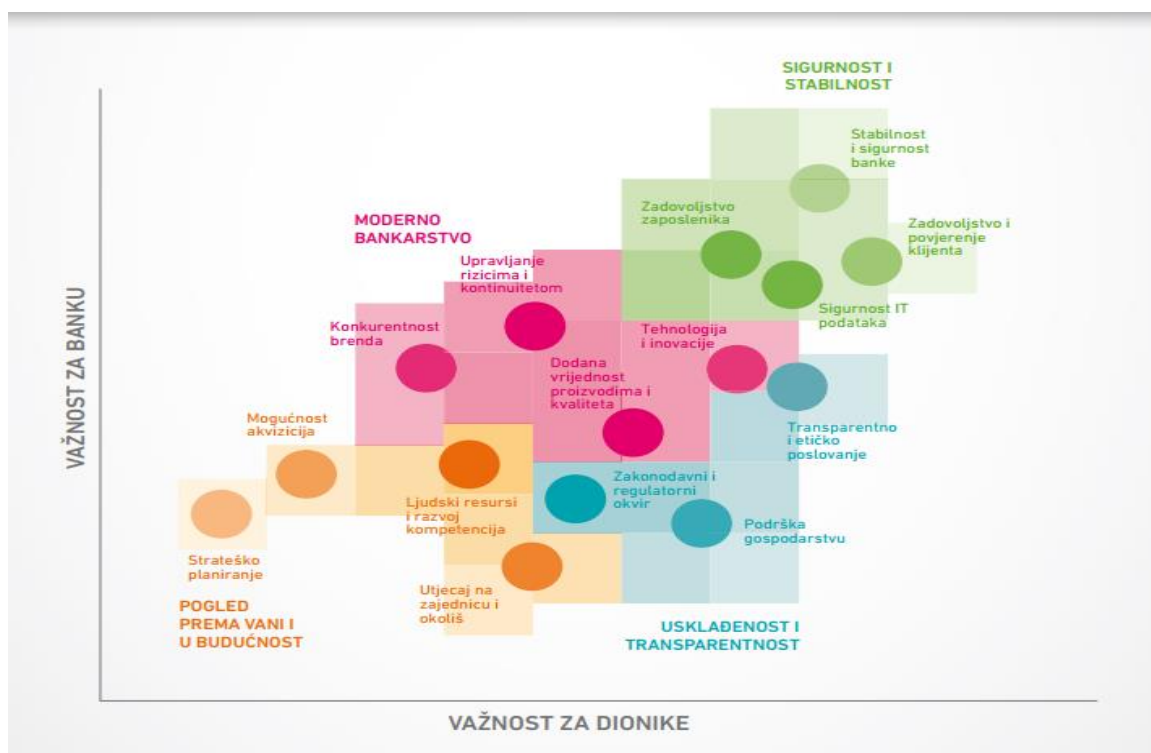 SIGURNOST I
STABILNOST
Stabilnost
i sigurnost
banke
Zadovoljstvo
zaposlenika
Zadovoljstvo i
povjerenje
klijenta
Sigurnost IT
podataka
MODERNO
BANKARSTVO
Upravljanje
rizicima i
kontinuitetom
Konkurentnost
brenda
Tehnologija
i inovacije
Dodana
vrijednost
proizvodima i
kvaliteta
Mogućnost
akvizicija
Ljudski resursi
i razvoj
kompetencija
Zakonodavni i
regulatorni
okvir
Transparentno
i etičko
poslovanje
Podrška
gospodarstvu
Strateško
planiranje
Utjecaj na
zajednicu i
okoliš
POGLED
PREMA VANI I
U BUDUĆNOST
USKLAĐENOST I
TRANSPARENTNOST
VAŽNOST ZA BANKU
VAŽNOST ZA DIONIKE